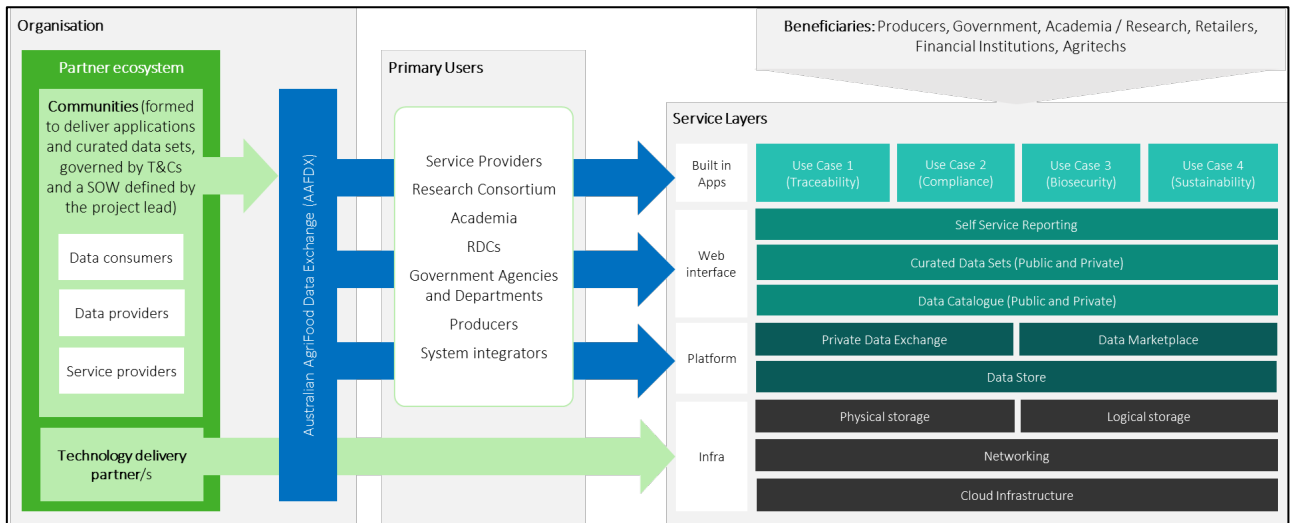 Organisation
Partner ecosystem
Communities (formed
to deliver applications
and curated data sets,
governed by T&Cs
and a SOW defined by
the project lead)
Data consumers
Data providers
Service providers
Technology delivery
partner/s
Australian AgriFood Data Exchange (AAFDX)
Primary Users
Service Providers
Research Consortium
Academia
RDCs
Government Agencies
and Departments
Producers
System integrators
Beneficiaries: Producers, Government, Academia / Research, Retailers,
Financial Institutions, Agritechs
Service Layers
Built in
Apps
Use Case 1
(Traceability)
Use Case 2
(Compliance)
Use Case 3
(Biosecurity)
Use Case 4
(Sustainability)
Web
interface
Self Service Reporting
Curated Data Sets (Public and Private)
Data Catalogue (Public and Private)
Platform
Private Data Exchange
Data Marketplace
Data Store
Infra
Physical storage
Logical storage
Networking
Cloud Infrastructure